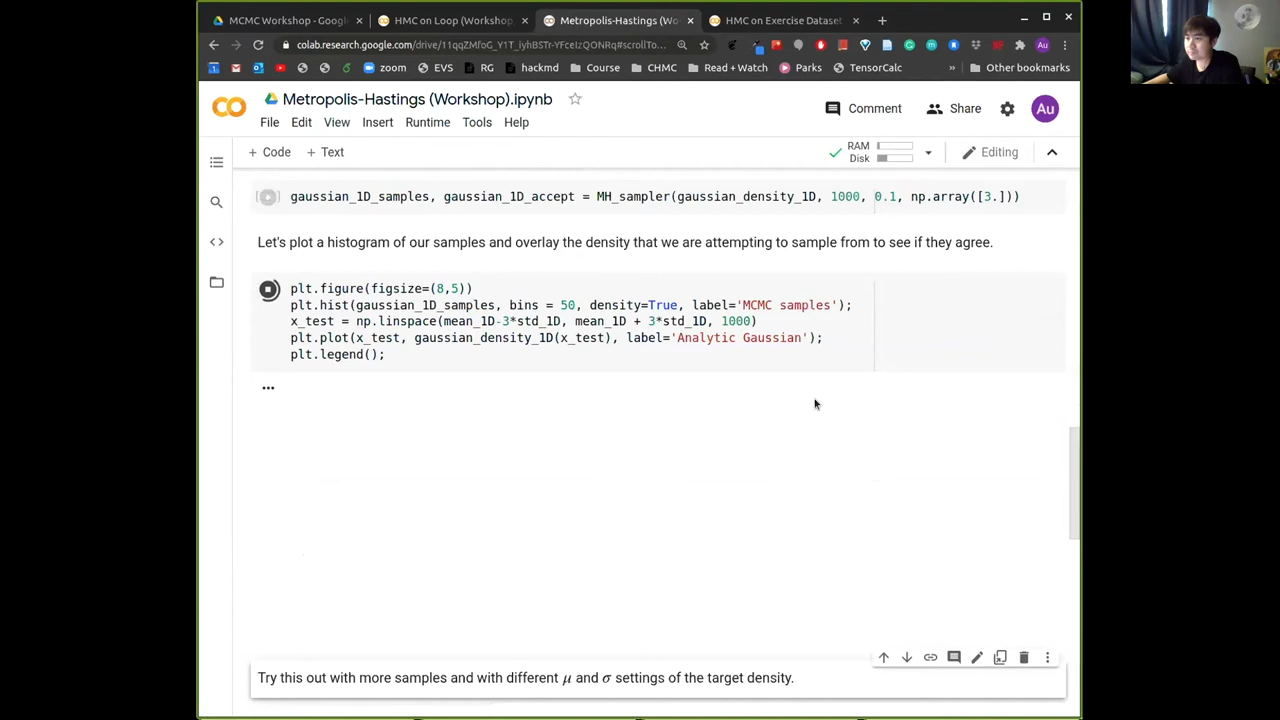 MCMC Workshop - Google
HMC on Loop (Workshop
Metropolis-Hastings (Wo
HMC on Exercise Dataset
colab.research.google.com/drive/
zoom
EVS
RG
hackmd
Course
CHMC
Read + Watch
Parks
TensorCalc
»
Other bookmarks
Metropolis-Hastings (Workshop).ipynb
Comment
Share
Au
File Edit View Insert Runtime Tools Help
+ Code + Text
RAM
Disk
Editing
gaussian_1D_samples, gaussian_1D_accept = MH_sampler(gaussian_density_1D, 1000, 0.1, np.array([3.]))
Let's plot a histogram of our samples and overlay the density that we are attempting to sample from to see if they agree.
plt.figure(figsize=(8,5))
plt.hist(gaussian_1D_samples, bins = 50, density=True, label='MCMC samples');
x_test = np.linspace(mean_1D-3*std_1D, mean_1D + 3*std_1D, 1000)
plt.plot(x_test, gaussian_density_1D(x_test), label='Analytic Gaussian');
plt.legend();
...
Try this out with more samples and with different μ and σ settings of the target density.